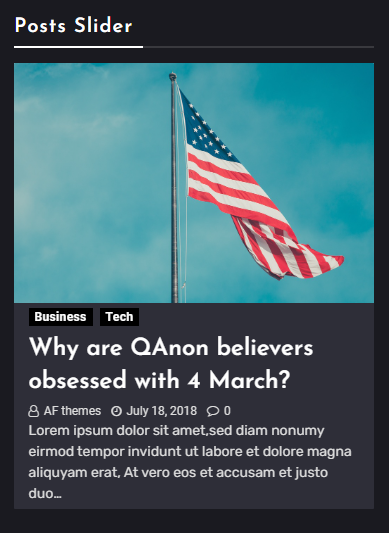 Posts Slider
Business Tech
Why are QAnon believers
obsessed with 4 March?
AF themes July 18, 2018 0
Lorem ipsum dolor sit amet,sed diam nonumy
eirmod tempor invidunt ut labore et dolore magna
aliquyam erat, At vero eos et accusam et justo
duo...